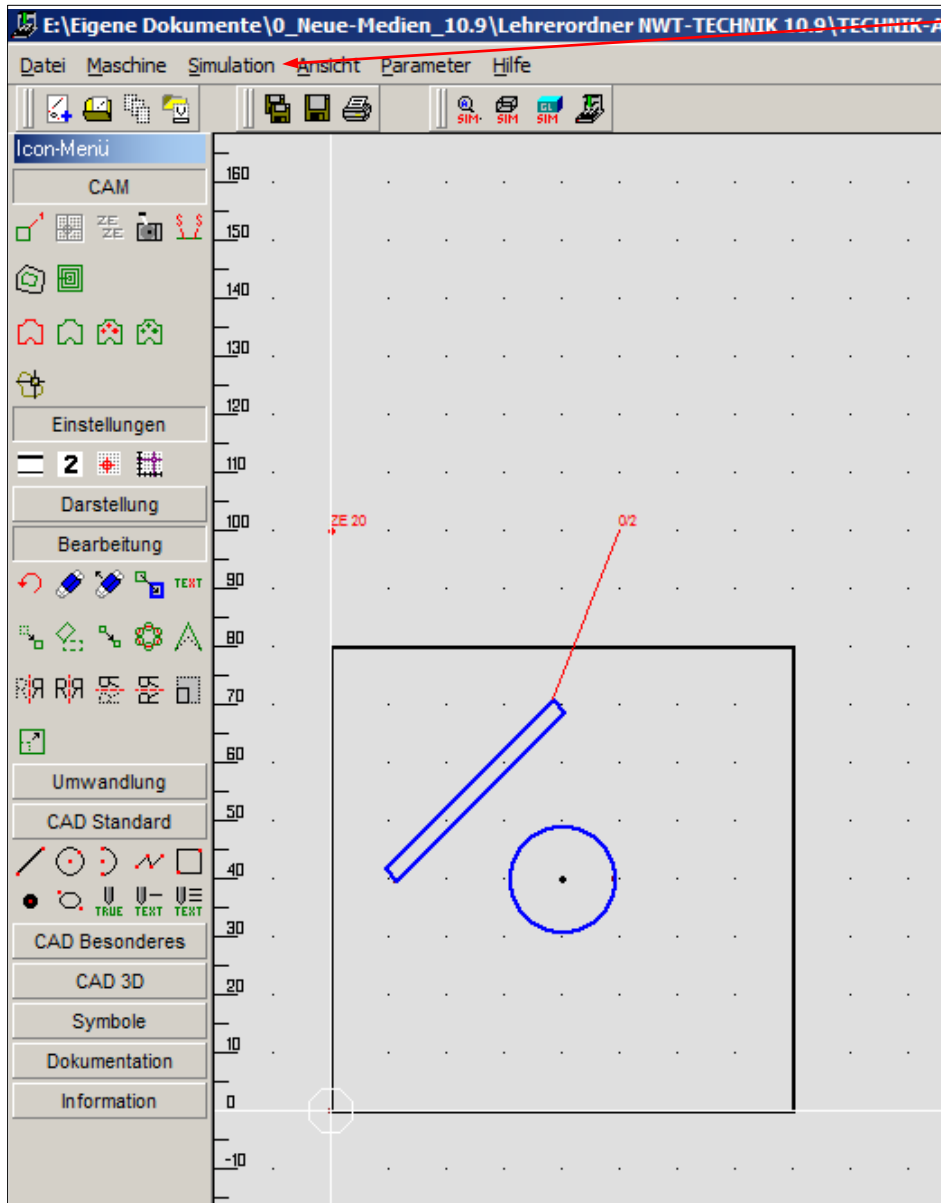 E:\Eigene Dokumente\0_Neue-Medien_10.9\Lehrerordner NWT-TECHNIK 10.9\TECHNIK-A
Datei Maschine Simulation Ansicht Parameter Hilfe
SIM SIM SIM
Icon-Menü
CAM
ZE ZE
S S
Einstellungen
2
Darstellung
Bearbeitung
TEXT
R R
Umwandlung
CAD Standard
TRUE TEXT TEXT
CAD Besonderes
CAD 3D
Symbole
Dokumentation
Information
160
150
140
130
120
110
100
90
80
70
60
50
40
30
20
10
0
-10
ZE 20
0/2